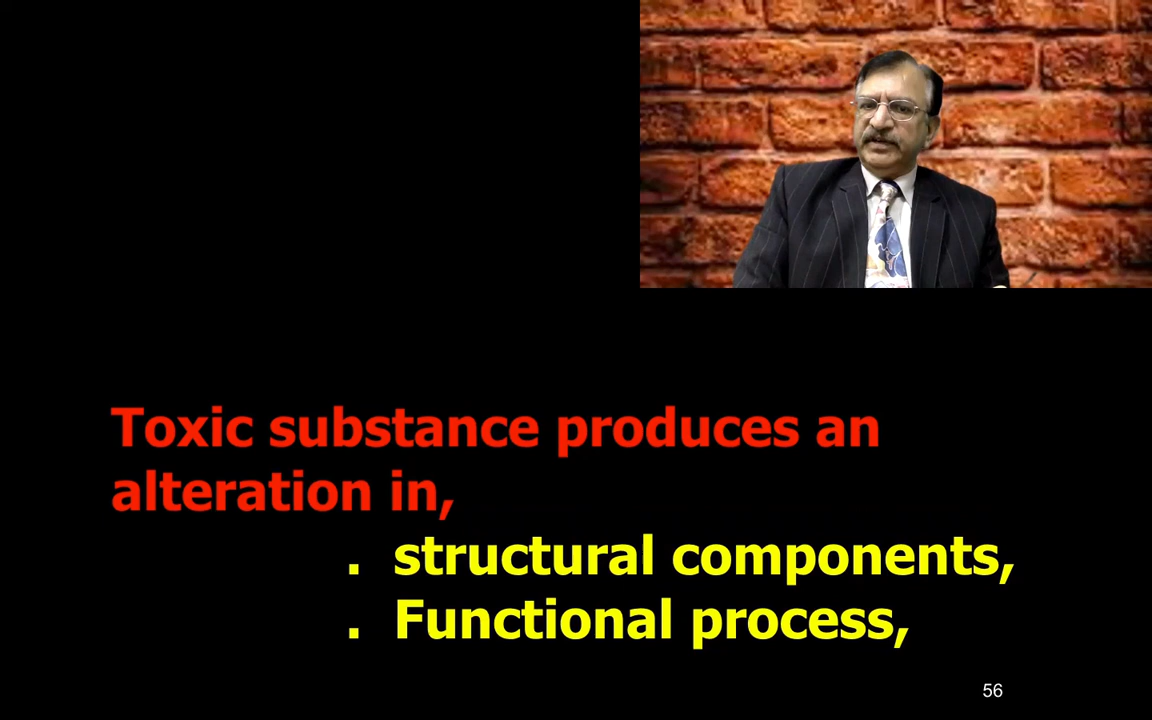 Toxic substance produces an
alteration in,
. structural components,
. Functional process,
56